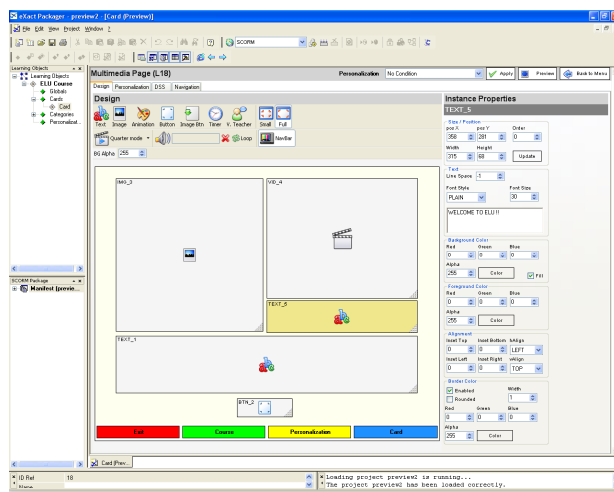 eXact Packager - preview2 - [Card (Preview)]
File Edit View Project Window ?
SCORM
Learning Objects
Learning Objects
ELU Course
Globals
Cards
Card
Categories
Personalizat...
SCORM Package
Manifest (previe...
Multimedia Page (L18)
Personalization No Condition Apply Preview Back to Menu
Design Personalization DSS Navigation
Design
Text Image Animation Button Image Btn Timer V. Teacher Small Full
Quarter mode Loop NavBar
BG Alpha 255
IMG_3
VID_4
TEXT_5
TEXT_1
BTN_2
Exit Course Personalization Card
Instance Properties
TEXT_5
Size / Position
pos X pos Y Order
358 281 0
Width Height
315 68 Update
Text
Line Space -1
Font Style Font Size
PLAIN 30
WELCOME TO ELU !!
Background Color
Red Green Blue
0 0 0
Alpha
255 Color Fill
Foreground Color
Red Green Blue
0 0 0
Alpha
255 Color
Alignment
Inset Top Inset Bottom hAlign
0 0 LEFT
Inset Left Inset Right vAlign
0 0 TOP
Border Color
Enabled Width
Rounded 1
Red Green Blue
0 0 0
Alpha
255 Color
Card (Prev...
ID Ref 18
Name
Loading project preview2 is running...
The project preview2 has been loaded correctly.